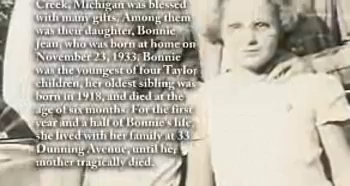 Creek, Michigan was blessed
with many gifts. Among them
was their daughter, Bonnie
Jean, who was born at home on
November 23, 1933. Bonnie
was the youngest of four Taylor
children, her oldest sibling was
born in 1918, and died at the
age of six months. For the first
year and a half of Bonnie's life,
she lived with her family at 33
Dunning Avenue, until her
mother tragically died.